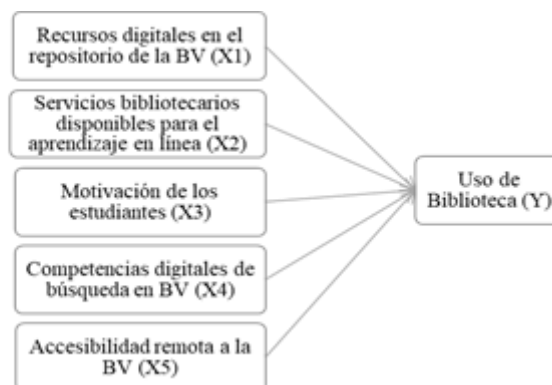 Recursos digitales en el
repositorio de la BV (X1)
Servicios bibliotecarios
disponibles para el
aprendizaje en línea (X2)
Motivación de los
estudiantes (X3)
Competencias digitales de
búsqueda en BV (X4)
Accesibilidad remota a la
BV (X5)
Uso de
Biblioteca (Y)